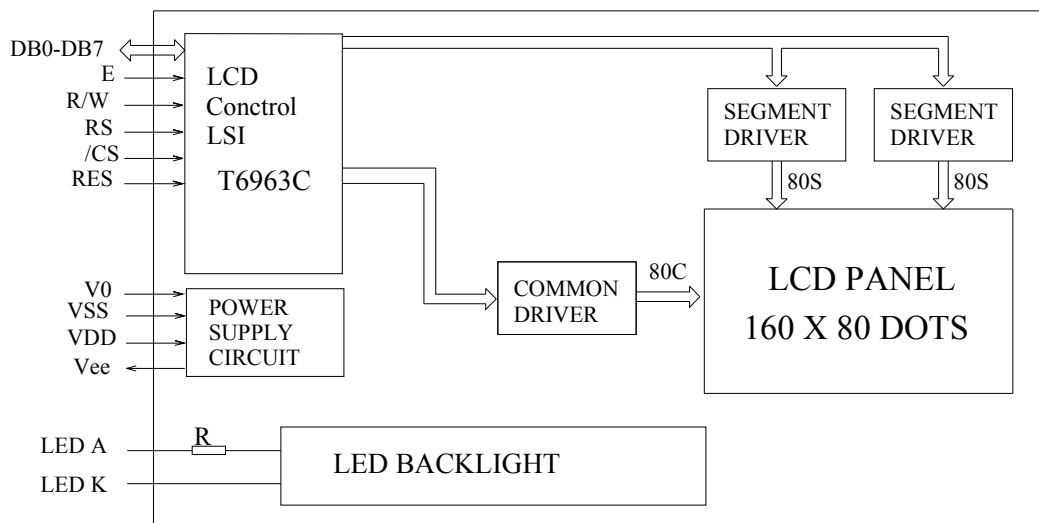 DB0-DB7
E
R/W
RS
/CS
RES
LCD
Conctrol
LSI
T6963C
SEGMENT
DRIVER
SEGMENT
DRIVER
80S
80S
LCD PANEL
160 X 80 DOTS
COMMON
DRIVER
80C
V0
VSS
VDD
Vee
POWER
SUPPLY
CIRCUIT
LED A
R
LED K
LED BACKLIGHT